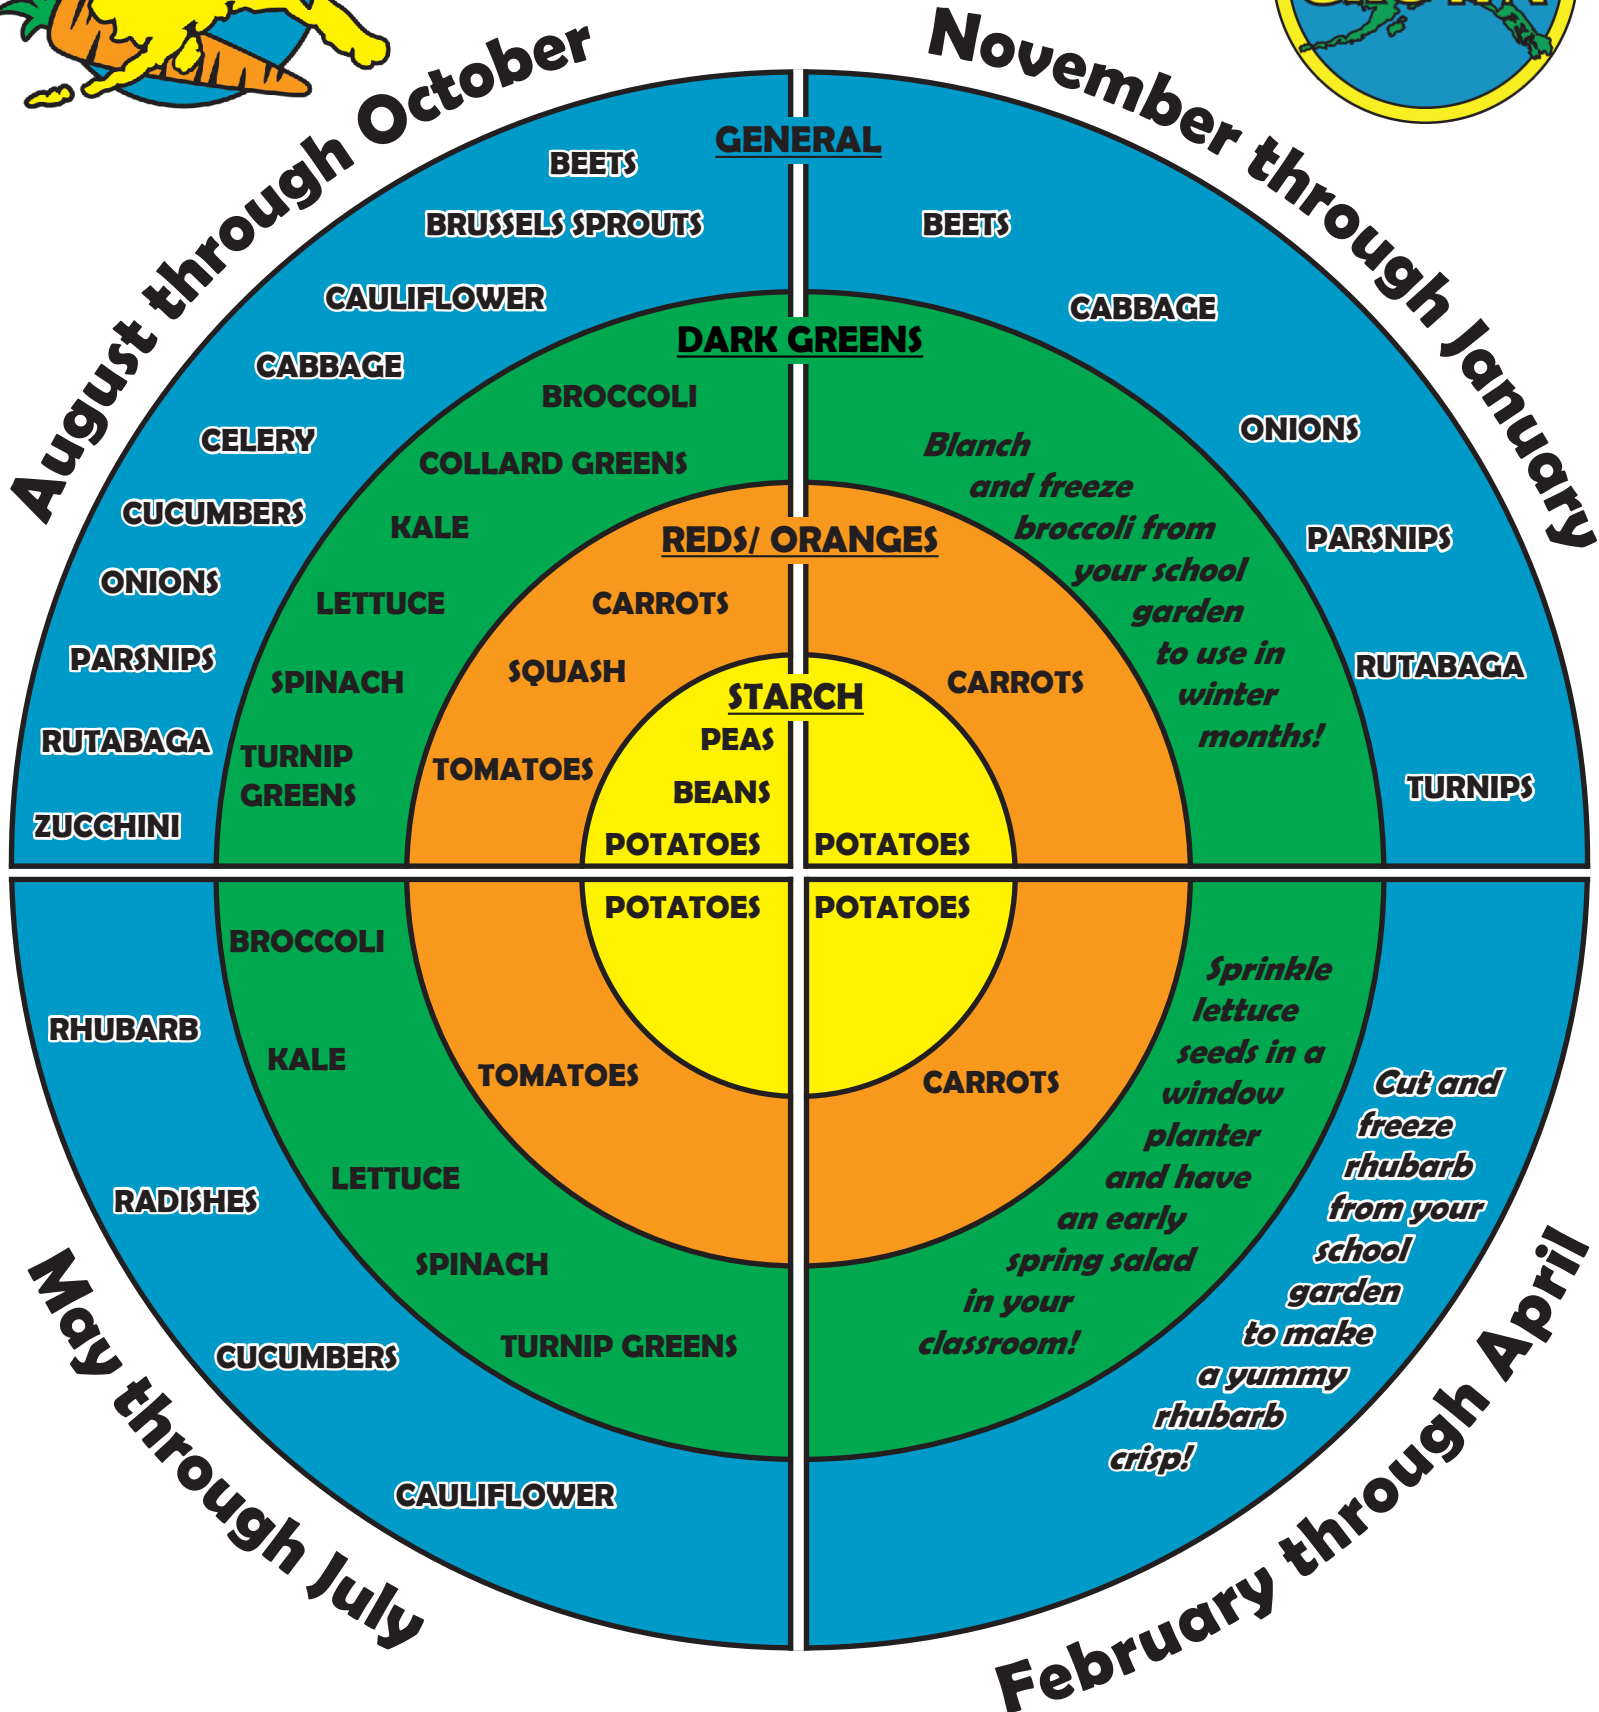 August through October
November through January
GENERAL
BEETS
BRUSSELS SPROUTS
CAULIFLOWER
CABBAGE
CELERY
CUCUMBERS
ONIONS
PARSNIPS
RUTABAGA
ZUCCHINI
BEETS
CABBAGE
ONIONS
PARSNIPS
RUTABAGA
TURNIPS
DARK GREENS
BROCCOLI
COLLARD GREENS
KALE
LETTUCE
SPINACH
TURNIP
GREENS
Blanch
and freeze
broccoli from
your school
garden
to use in
winter
months!
REDS/ ORANGES
CARROTS
SQUASH
TOMATOES
CARROTS
STARCH
PEAS
BEANS
POTATOES
POTATOES
POTATOES
POTATOES
BROCCOLI
KALE
LETTUCE
SPINACH
TURNIP GREENS
TOMATOES
CARROTS
RHUBARB
RADISHES
CUCUMBERS
CAULIFLOWER
Sprinkle
lettuce
seeds in a
window
planter
and have
an early
spring salad
in your
classroom!
Cut and
freeze
rhubarb
from your
school
garden
to make
a yummy
rhubarb
crisp!
May through July
February through April